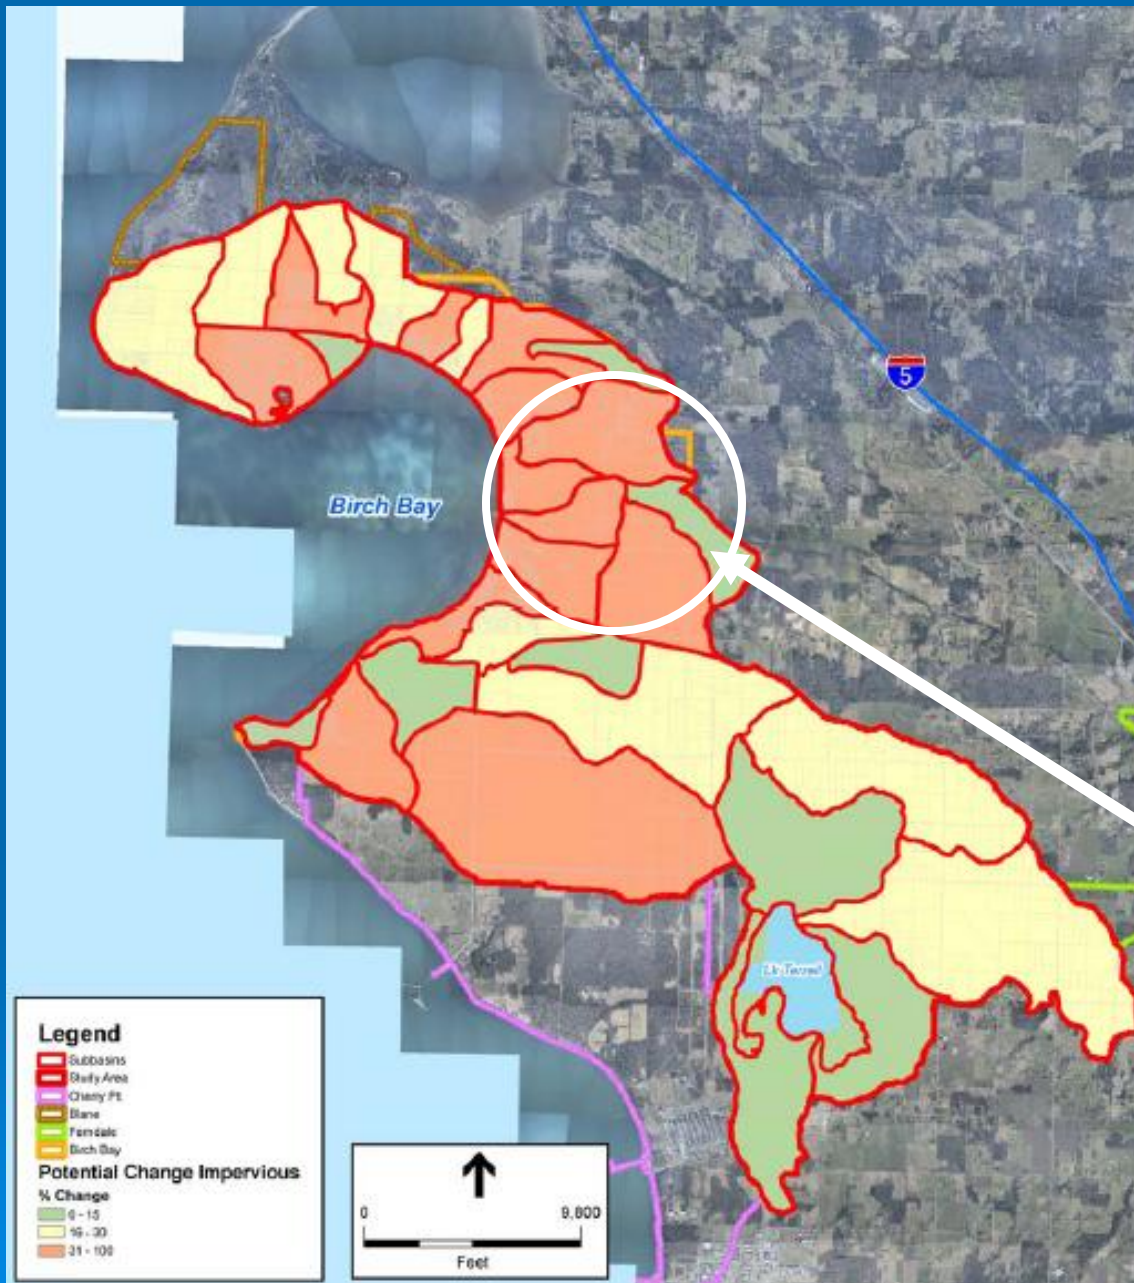 5
Birch Bay
Lk Terrell
Legend
Subbasins
Study Area
Cherry Pt
Blaine
Ferndale
Birch Bay
Potential Change Impervious
% Change
0 - 15
16 - 30
31 - 100
0 9,800
Feet